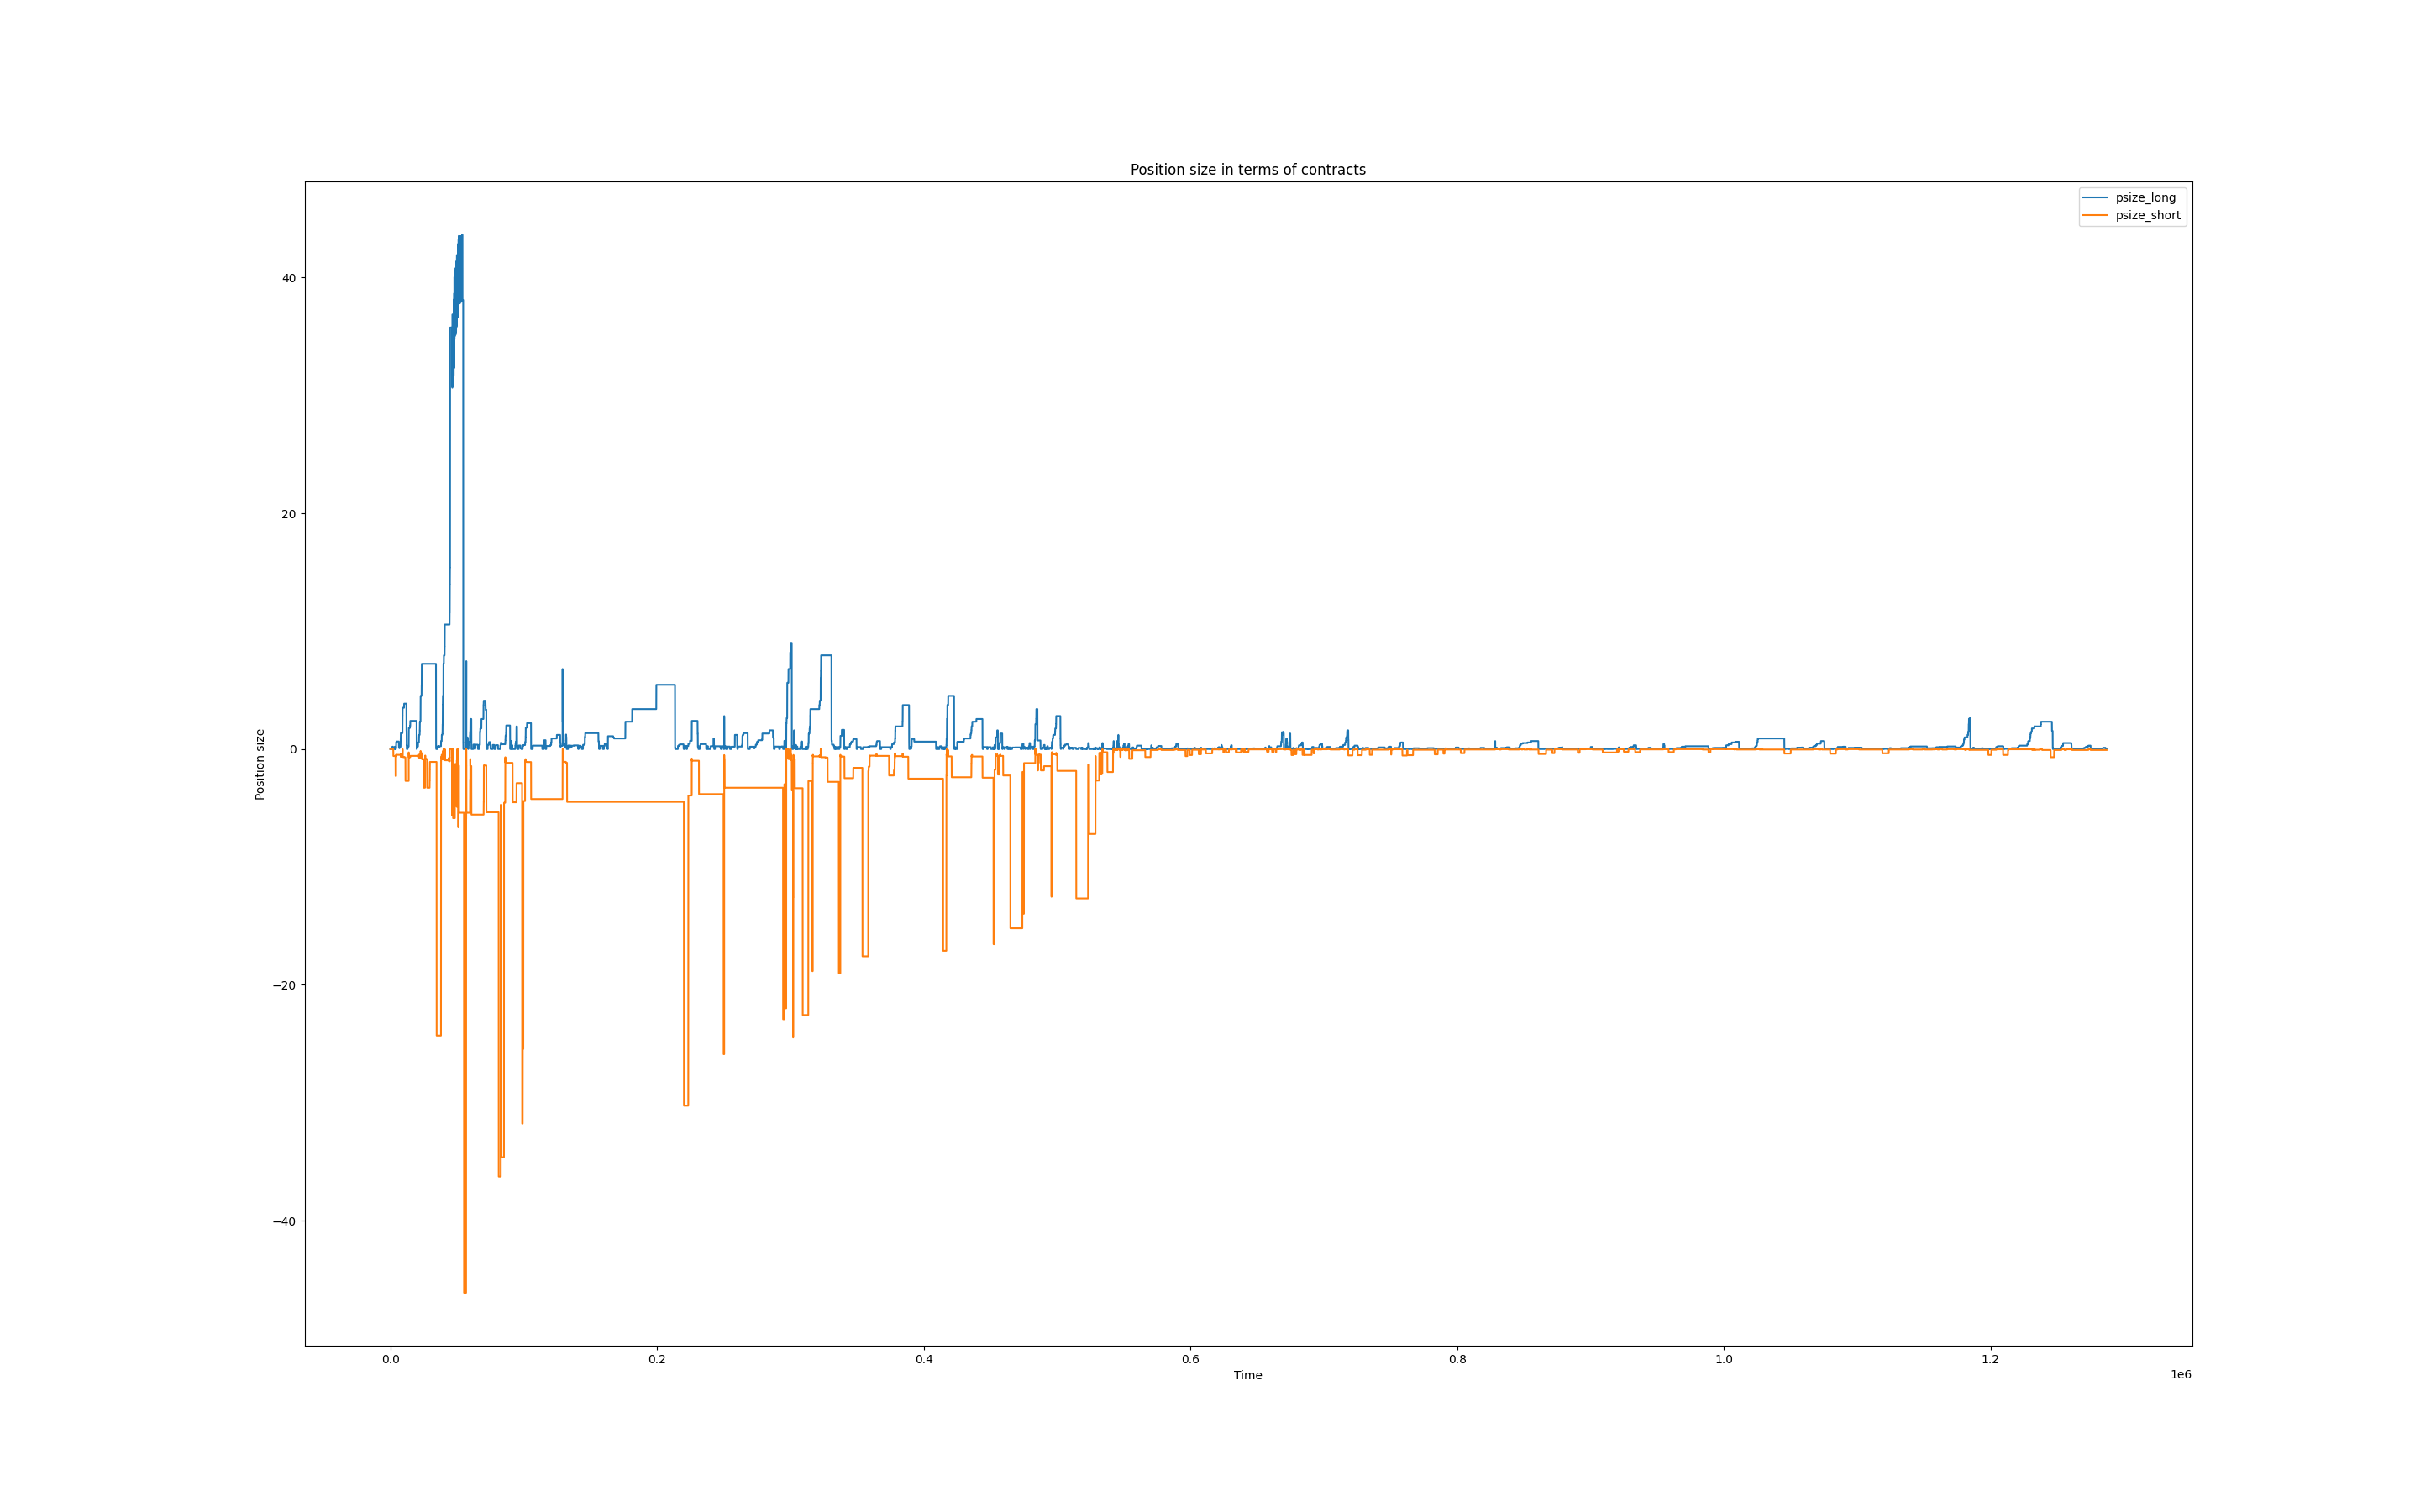 Position size in terms of contracts
psize_long
psize_short
40
20
0
−20
−40
Position size
0.0
0.2
0.4
0.6
0.8
1.0
1.2
1e6
Time